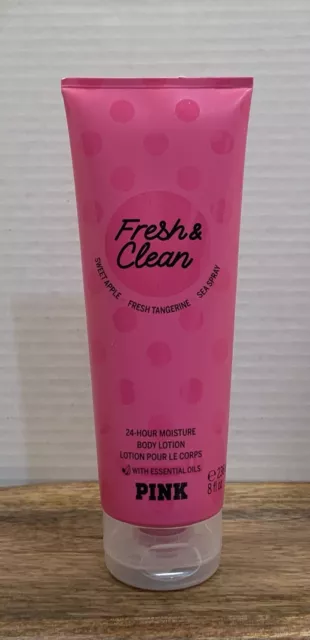 Fresh &
Clean
SWEET APPLE
FRESH TANGERINE
SEA SPRAY
24-HOUR MOISTURE
BODY LOTION
LOTION POUR LE CORPS
WITH ESSENTIAL OILS
PINK
8 fl